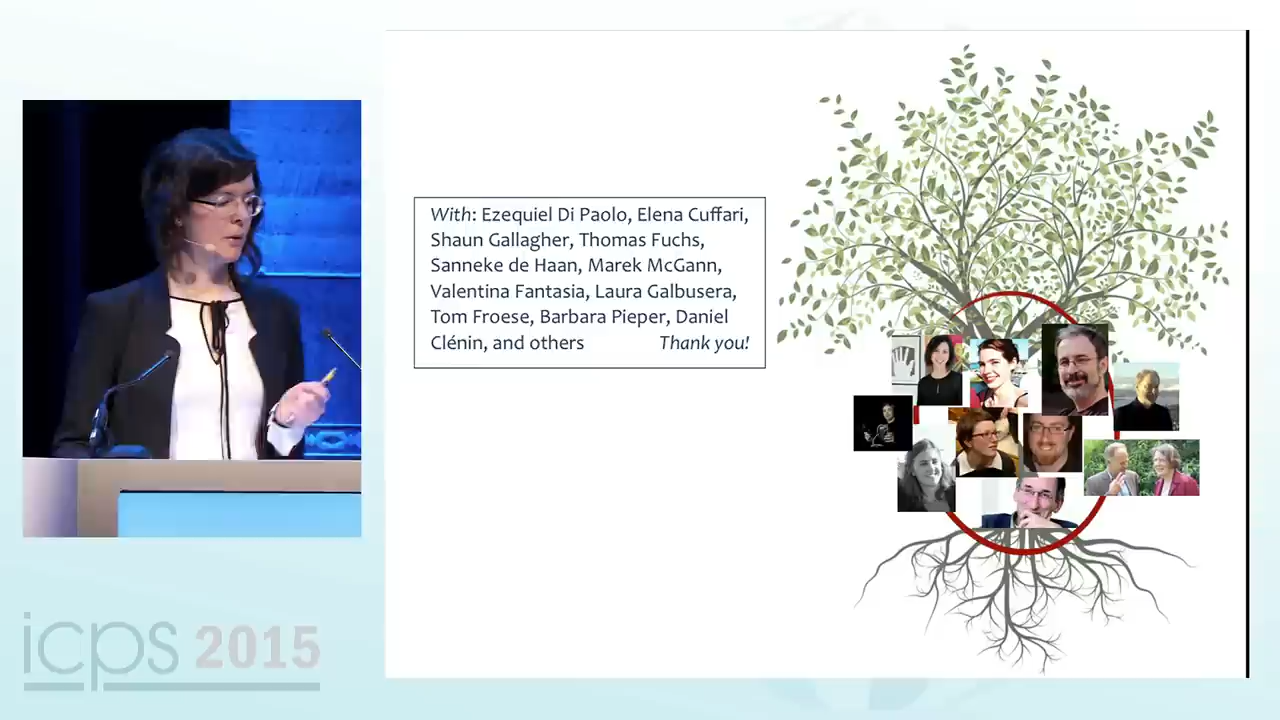 With: Ezequiel Di Paolo, Elena Cuffari,
Shaun Gallagher, Thomas Fuchs,
Sanneke de Haan, Marek McGann,
Valentina Fantasia, Laura Galbusera,
Tom Froese, Barbara Pieper, Daniel
Clénin, and others Thank you!
icps 2015